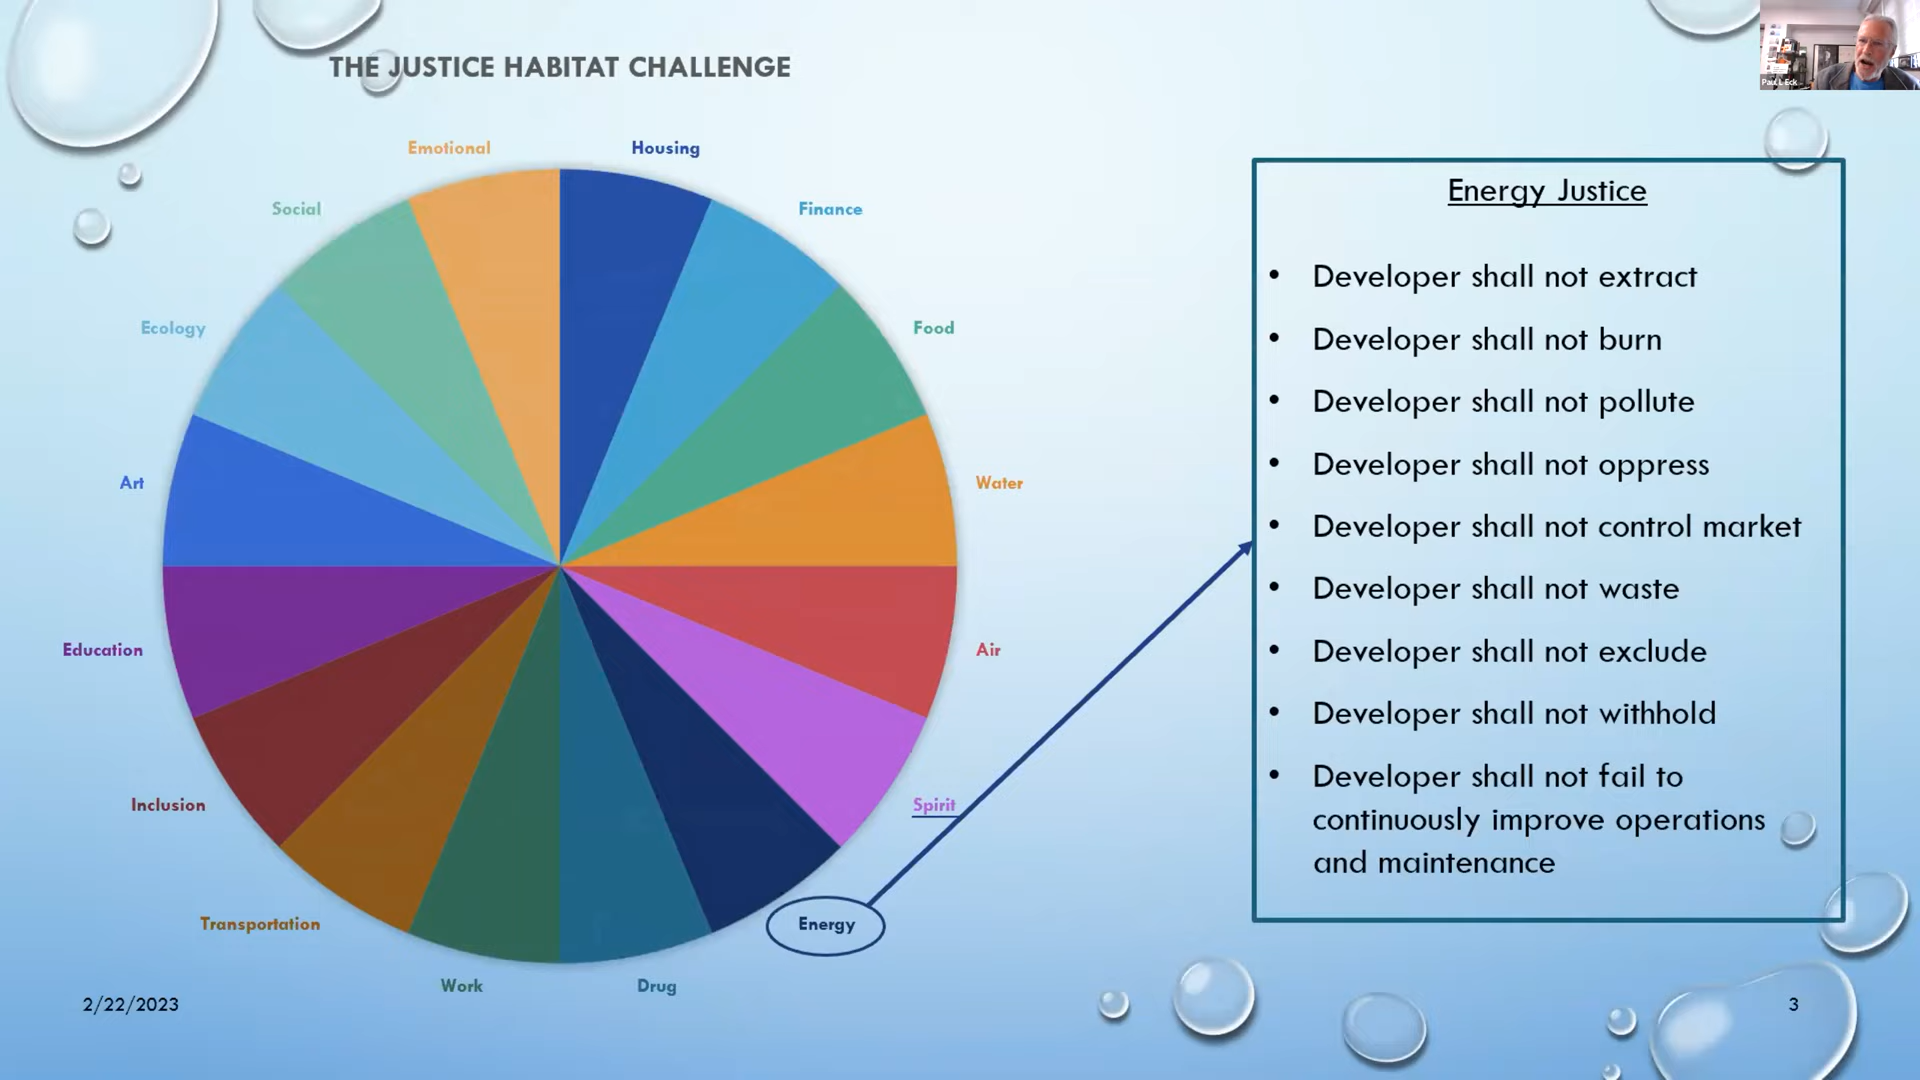 THE JUSTICE HABITAT CHALLENGE
Paul L Eck
Emotional
Housing
Social
Finance
Ecology
Food
Art
Water
Education
Air
Inclusion
Spirit
Transportation
Energy
Work
Drug
Energy Justice
• Developer shall not extract
• Developer shall not burn
• Developer shall not pollute
• Developer shall not oppress
• Developer shall not control market
• Developer shall not waste
• Developer shall not exclude
• Developer shall not withhold
• Developer shall not fail to
continuously improve operations
and maintenance
2/22/2023
3